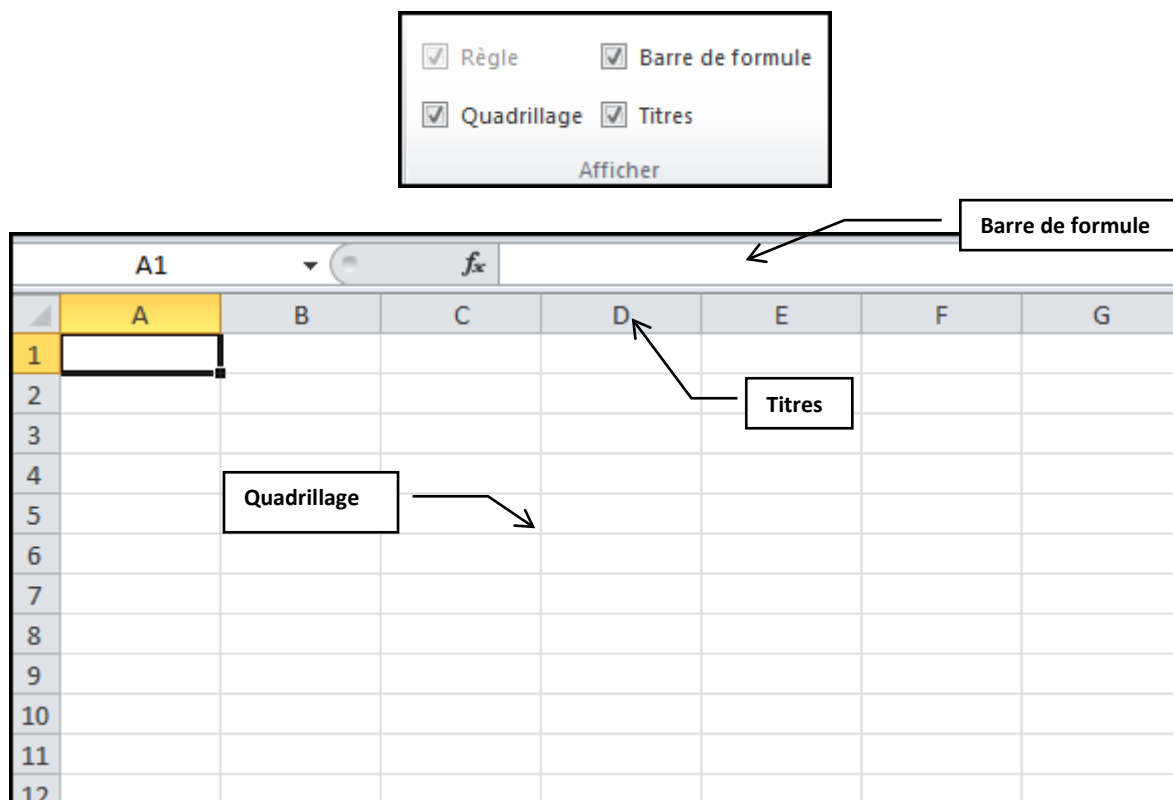 Règle Barre de formule
Quadrillage Titres
Afficher
Barre de formule
A1 fx
A B C D E F G
1
2
Titres
3
4
Quadrillage
5
6
7
8
9
10
11
12